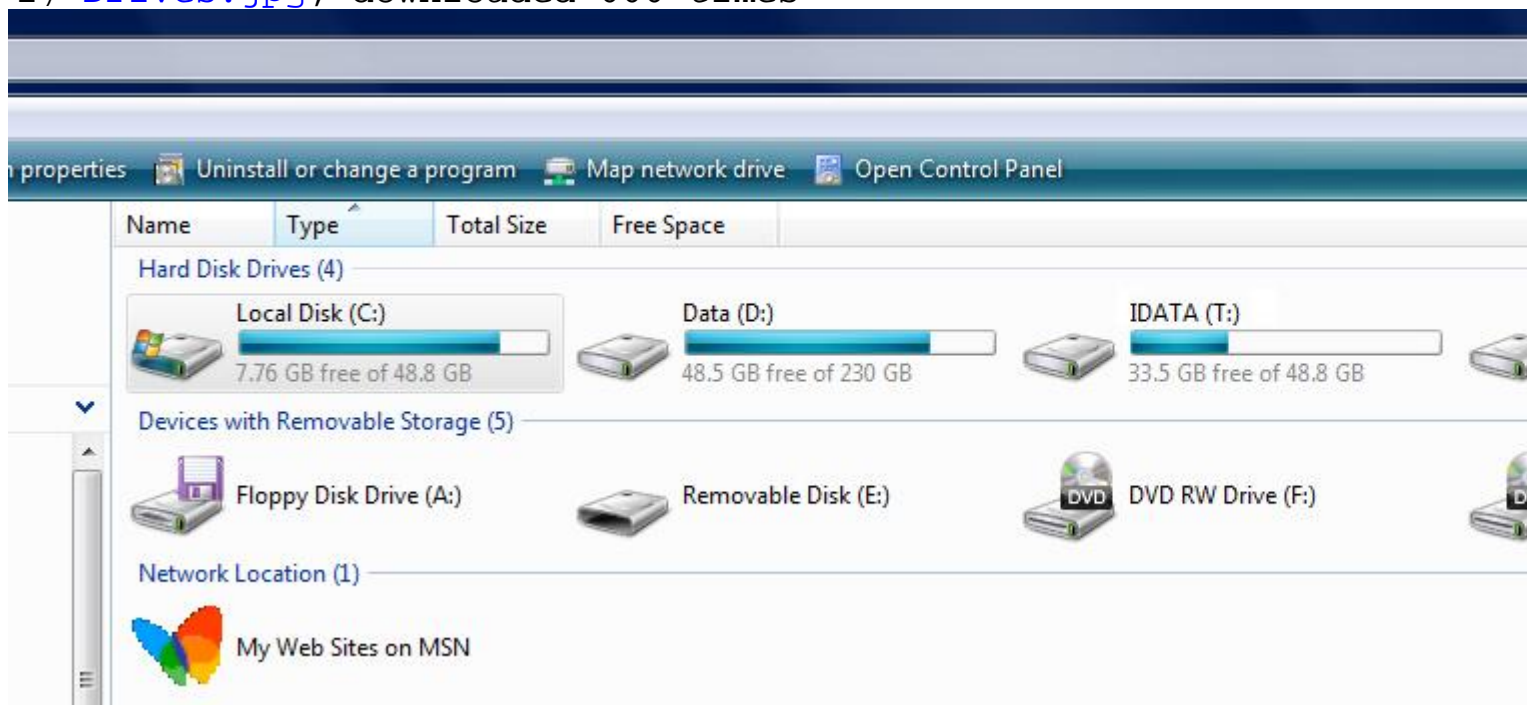 properties Uninstall or change a program Map network drive Open Control Panel
Name Type Total Size Free Space
Hard Disk Drives (4)
Local Disk (C:) Data (D:) IDATA (T:)
7.76 GB free of 48.8 GB 48.5 GB free of 230 GB 33.5 GB free of 48.8 GB
Devices with Removable Storage (5)
Floppy Disk Drive (A:) Removable Disk (E:) DVD DVD RW Drive (F:)
Network Location (1)
My Web Sites on MSN